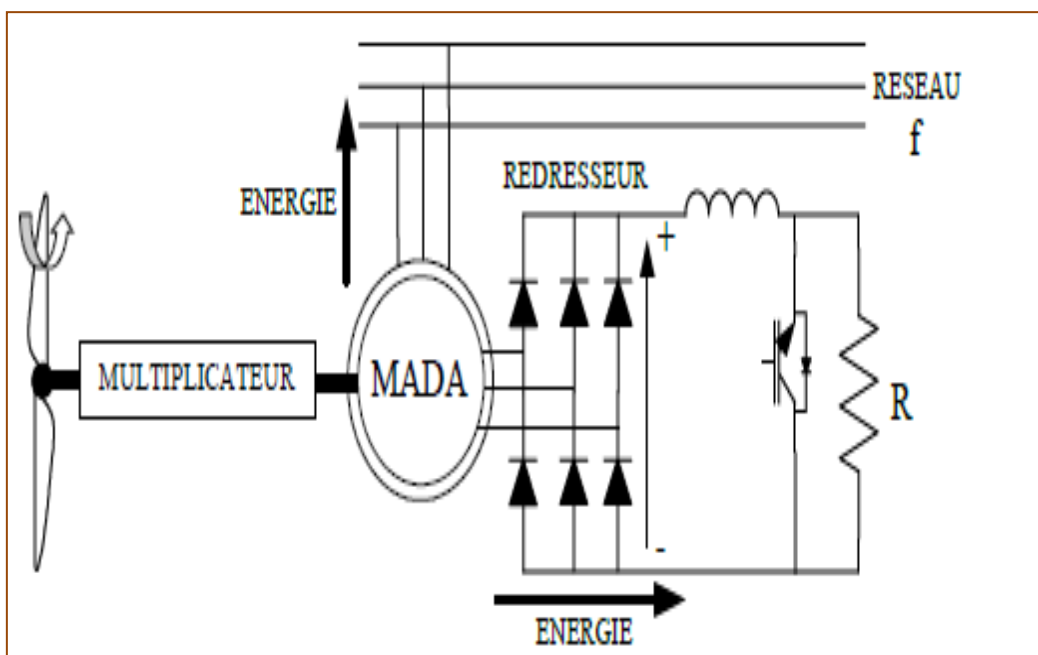 RESEAU
f
REDRESSEUR
ENERGIE
+
MULTIPLICATEUR
MADA
R
-
ENERGIE